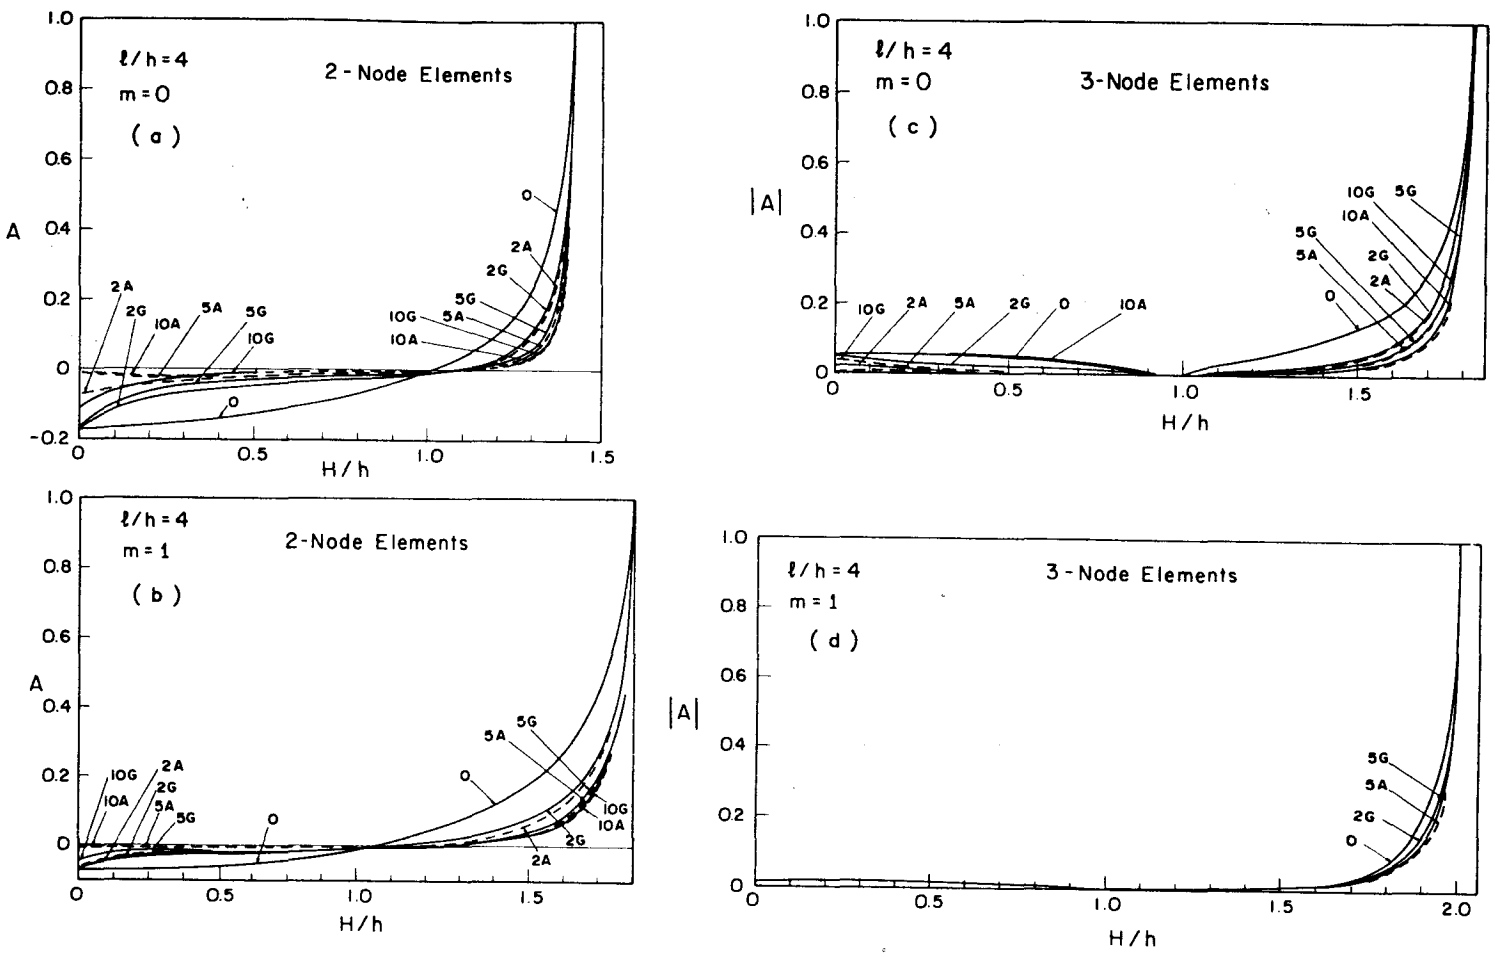 1.0
0.8
0.6
0.4
0.2
0
-0.2
A
ℓ/h = 4
m = 0
(a)
2-Node Elements
O
2A
2G
5G
5A
10G
10A
2A
2G
10A
5A
5G
10G
O
0
0.5
1.0
1.5
H/h
1.0
0.8
0.6
0.4
0.2
0
|A|
ℓ/h = 4
m = 0
(c)
3-Node Elements
10G
5G
10A
5G
5A
2G
2A
O
10G
2A
5A
2G
O
10A
0
0.5
1.0
1.5
H/h
1.0
0.8
0.6
0.4
0.2
0
A
ℓ/h = 4
m = 1
(b)
2-Node Elements
5G
5A
O
10G
10A
2G
2A
10G
2A
2G
10A
5A
5G
O
0
0.5
1.0
1.5
H/h
1.0
0.8
0.6
0.4
0.2
0
|A|
ℓ/h = 4
m = 1
(d)
3-Node Elements
5G
5A
2G
O
0
0.5
1.0
1.5
2.0
H/h